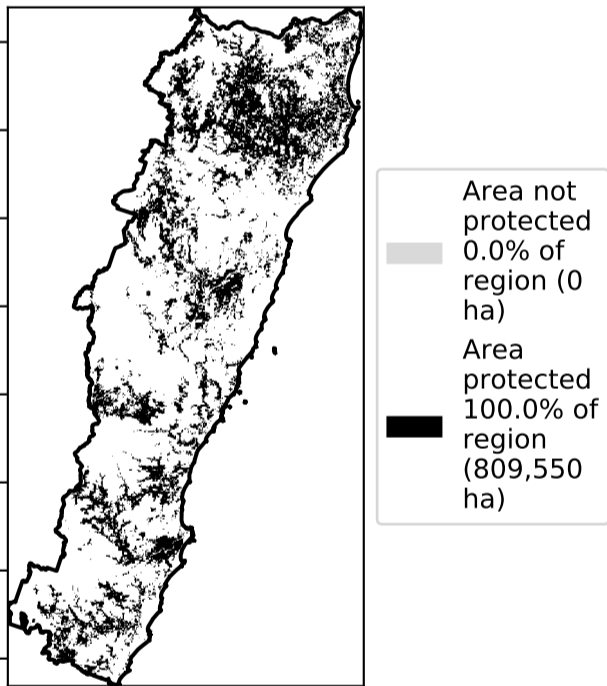 Area not
protected
0.0% of
region (0
ha)
Area
protected
100.0% of
region
(809,550
ha)